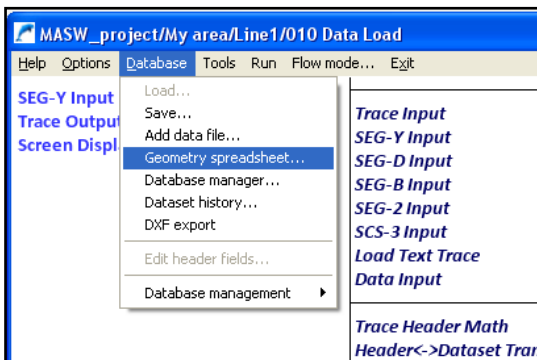 MASW_project/My area/Line1/010 Data Load
Help Options Database Tools Run Flow mode... Exit
SEG-Y Input
Trace Output
Screen Displ
Load...
Save...
Add data file...
Geometry spreadsheet...
Database manager...
Dataset history...
DXF export
Edit header fields...
Database management
Trace Input
SEG-Y Input
SEG-D Input
SEG-B Input
SEG-2 Input
SCS-3 Input
Load Text Trace
Data Input
Trace Header Math
Header<->Dataset Tran